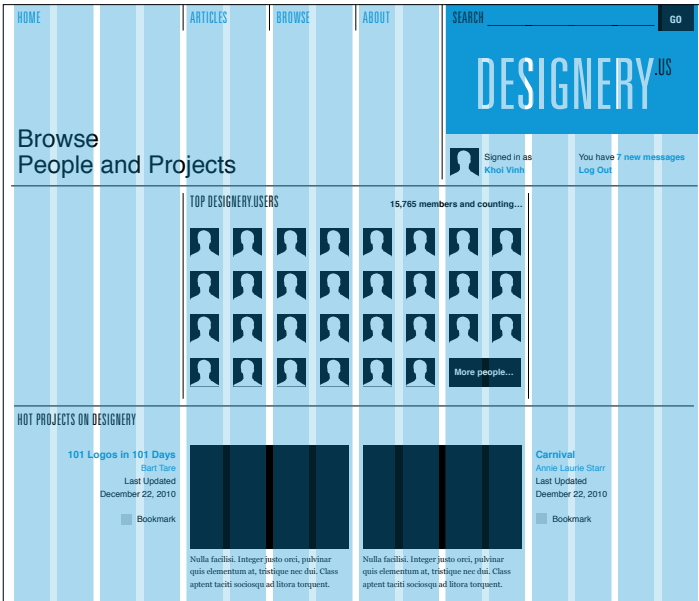 HOME
ARTICLES
BROWSE
ABOUT
SEARCH
GO
DESIGNERY.US
Browse
People and Projects
Signed in as
Khoi Vinh
You have 7 new messages
Log Out
TOP DESIGNERY.USERS
15,765 members and counting...
More people...
HOT PROJECTS ON DESIGNERY
101 Logos in 101 Days
Bart Tare
Last Updated
December 22, 2010
Bookmark
Nulla facilisi. Integer justo orci, pulvinar
quis elementum at, tristique nec dui. Class
aptent taciti sociosqu ad litora torquent.
Nulla facilisi. Integer justo orci, pulvinar
quis elementum at, tristique nec dui. Class
aptent taciti sociosqu ad litora torquent.
Carnival
Annie Laurie Starr
Last Updated
Deember 22, 2010
Bookmark